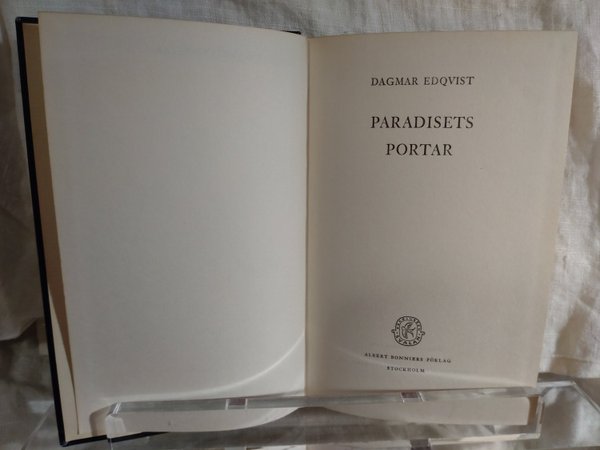 DAGMAR EDQVIST
PARADISETS
PORTAR
ALBERT BONNIERS FÖRLAG
STOCKHOLM